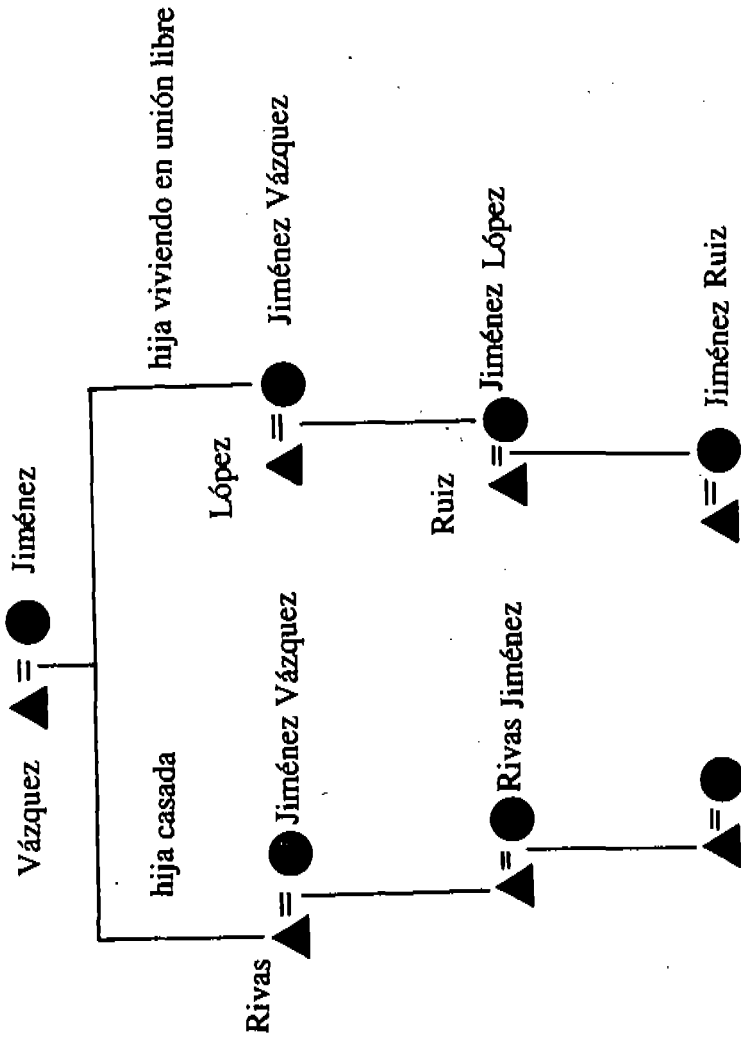 Vázquez
Jiménez
hija casada
hija viviendo en unión libre
Rivas
Jiménez Vázquez
López
Jiménez Vázquez
Rivas Jiménez
Ruiz
Jiménez López
Jiménez Ruiz